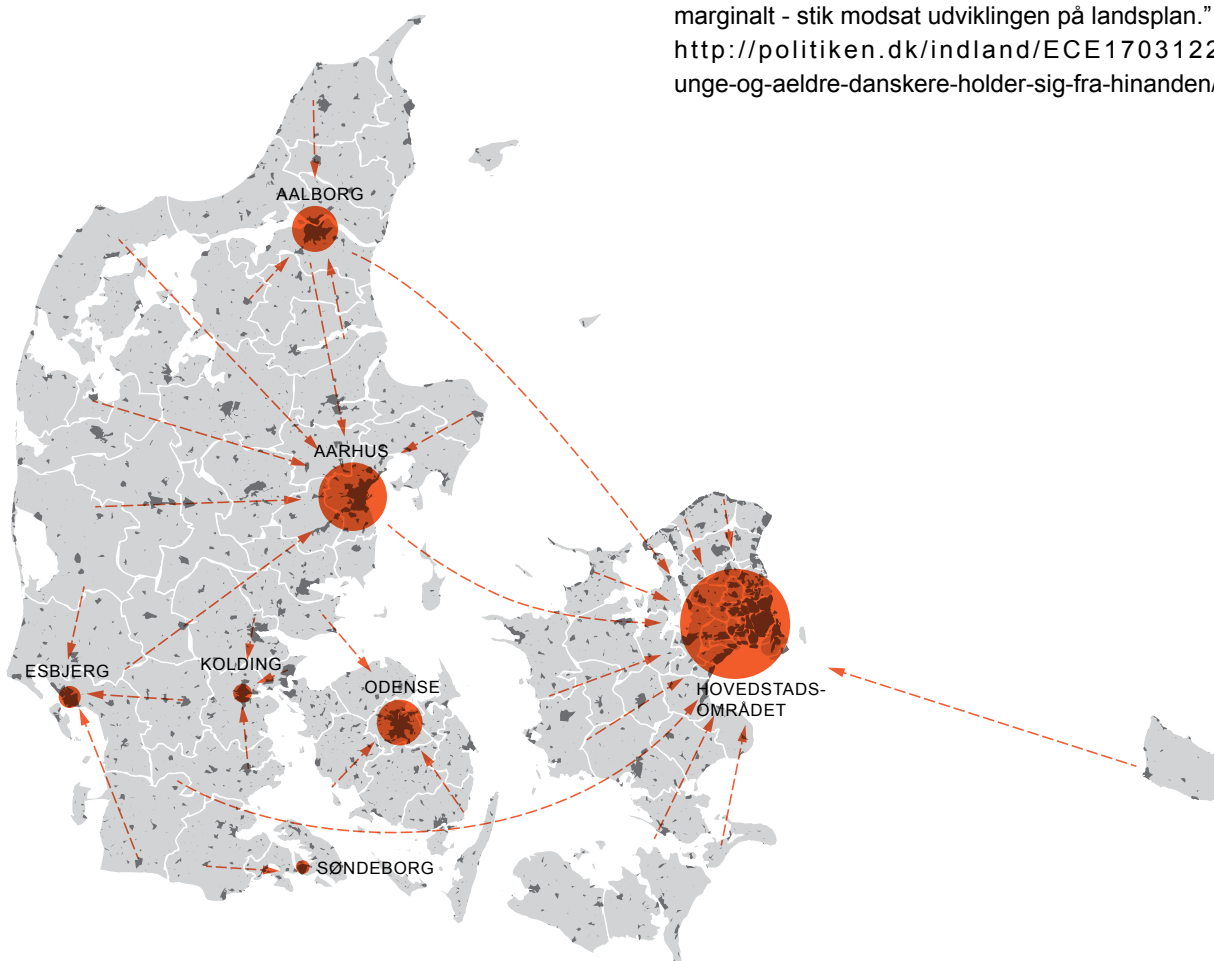 marginalt - stik modsat udviklingen på landsplan.”
http://politiken.dk/indland/ECE1703122
unge-og-aeldre-danskere-holder-sig-fra-hinanden/
AALBORG
AARHUS
ESBJERG
KOLDING
ODENSE
HOVEDSTADS-
OMRÅDET
SØNDEBORG